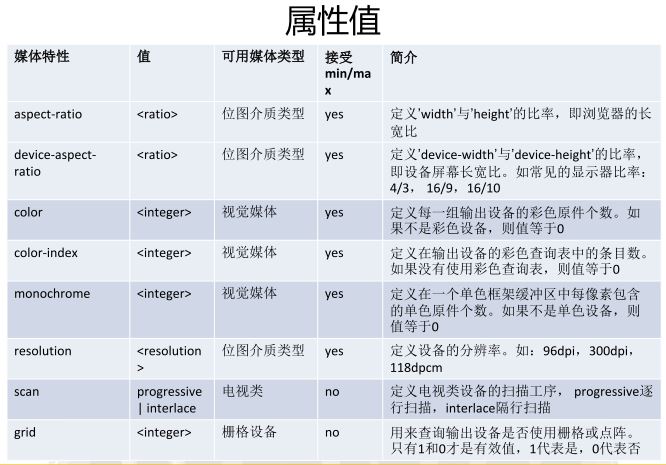 属性值
媒体特性 值 可用媒体类型 接受 简介
min/ma
x
aspect-ratio <ratio> 位图介质类型 yes 定义'width'与'height'的比率，即浏览器的长
宽比
device-aspect- <ratio> 位图介质类型 yes 定义'device-width'与'device-height'的比率，
ratio 即设备屏幕长宽比。如常见的显示器比率：
4/3， 16/9，16/10
color <integer> 视觉媒体 yes 定义每一组输出设备的彩色原件个数。如
果不是彩色设备，则值等于0
color-index <integer> 视觉媒体 yes 定义在输出设备的彩色查询表中的条目数。
如果没有使用彩色查询表，则值等于0
monochrome <integer> 视觉媒体 yes 定义在一个单色框架缓冲区中每像素包含
的单色原件个数。如果不是单色设备，则
值等于0
resolution <resolution 位图介质类型 yes 定义设备的分辨率。如：96dpi，300dpi，
> 118dpcm
scan progressive 电视类 no 定义电视类设备的扫描工序， progressive逐
| interlace 行扫描，interlace隔行扫描
grid <integer> 栅格设备 no 用来查询输出设备是否使用栅格或点阵。
只有1和0才是有效值，1代表是，0代表否